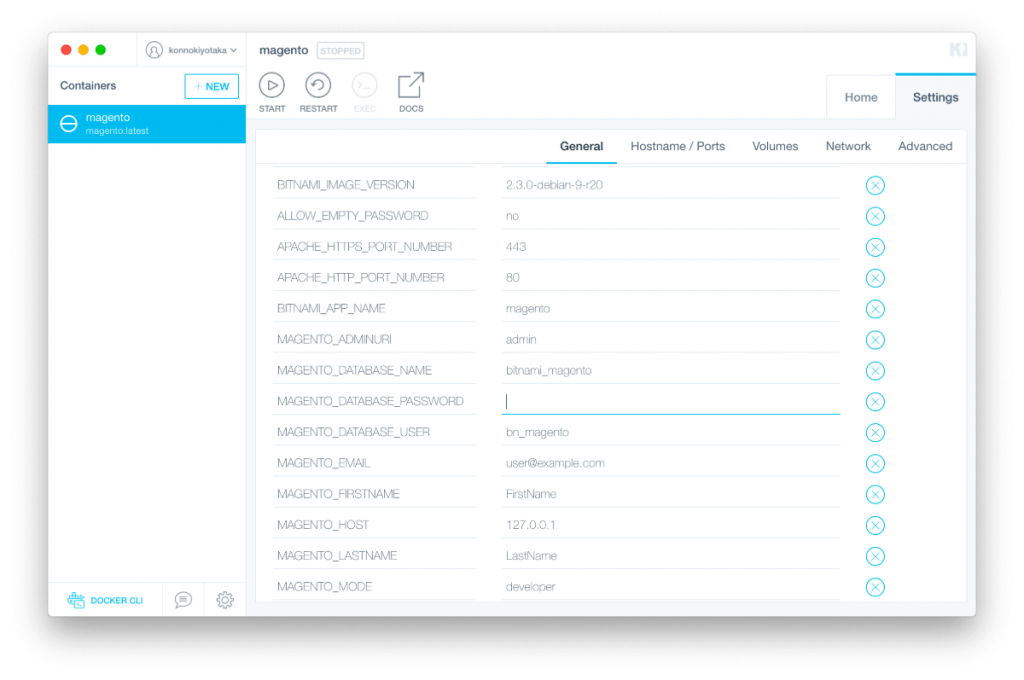 konnokiyotaka
magento STOPPED
Containers
+ NEW
START RESTART EXEC DOCS
Home Settings
magento
magento:latest
General Hostname / Ports Volumes Network Advanced
BITNAMI_IMAGE_VERSION 2.3.0-debian-9-r20
ALLOW_EMPTY_PASSWORD no
APACHE_HTTPS_PORT_NUMBER 443
APACHE_HTTP_PORT_NUMBER 80
BITNAMI_APP_NAME magento
MAGENTO_ADMINURI admin
MAGENTO_DATABASE_NAME bitnami_magento
MAGENTO_DATABASE_PASSWORD
MAGENTO_DATABASE_USER bn_magento
MAGENTO_EMAIL user@example.com
MAGENTO_FIRSTNAME FirstName
MAGENTO_HOST 127.0.0.1
MAGENTO_LASTNAME LastName
MAGENTO_MODE developer
DOCKER CLI